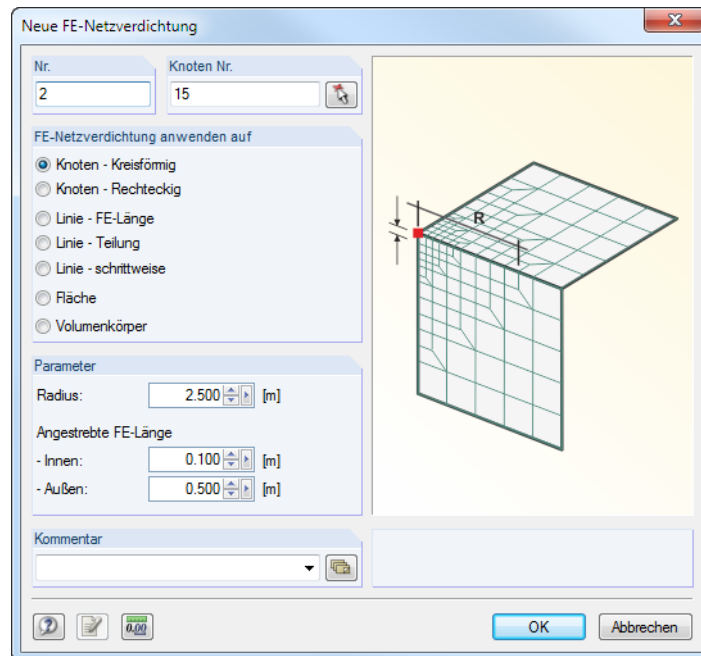 Neue FE-Netzverdichtung
Nr.
Knoten Nr.
2
15
FE-Netzverdichtung anwenden auf
Knoten - Kreisförmig
Knoten - Rechteckig
Linie - FE-Länge
Linie - Teilung
Linie - schrittweise
Fläche
Volumenkörper
R
Parameter
Radius: 2.500 [m]
Angestrebte FE-Länge
- Innen: 0.100 [m]
- Außen: 0.500 [m]
Kommentar
0.00
OK
Abbrechen